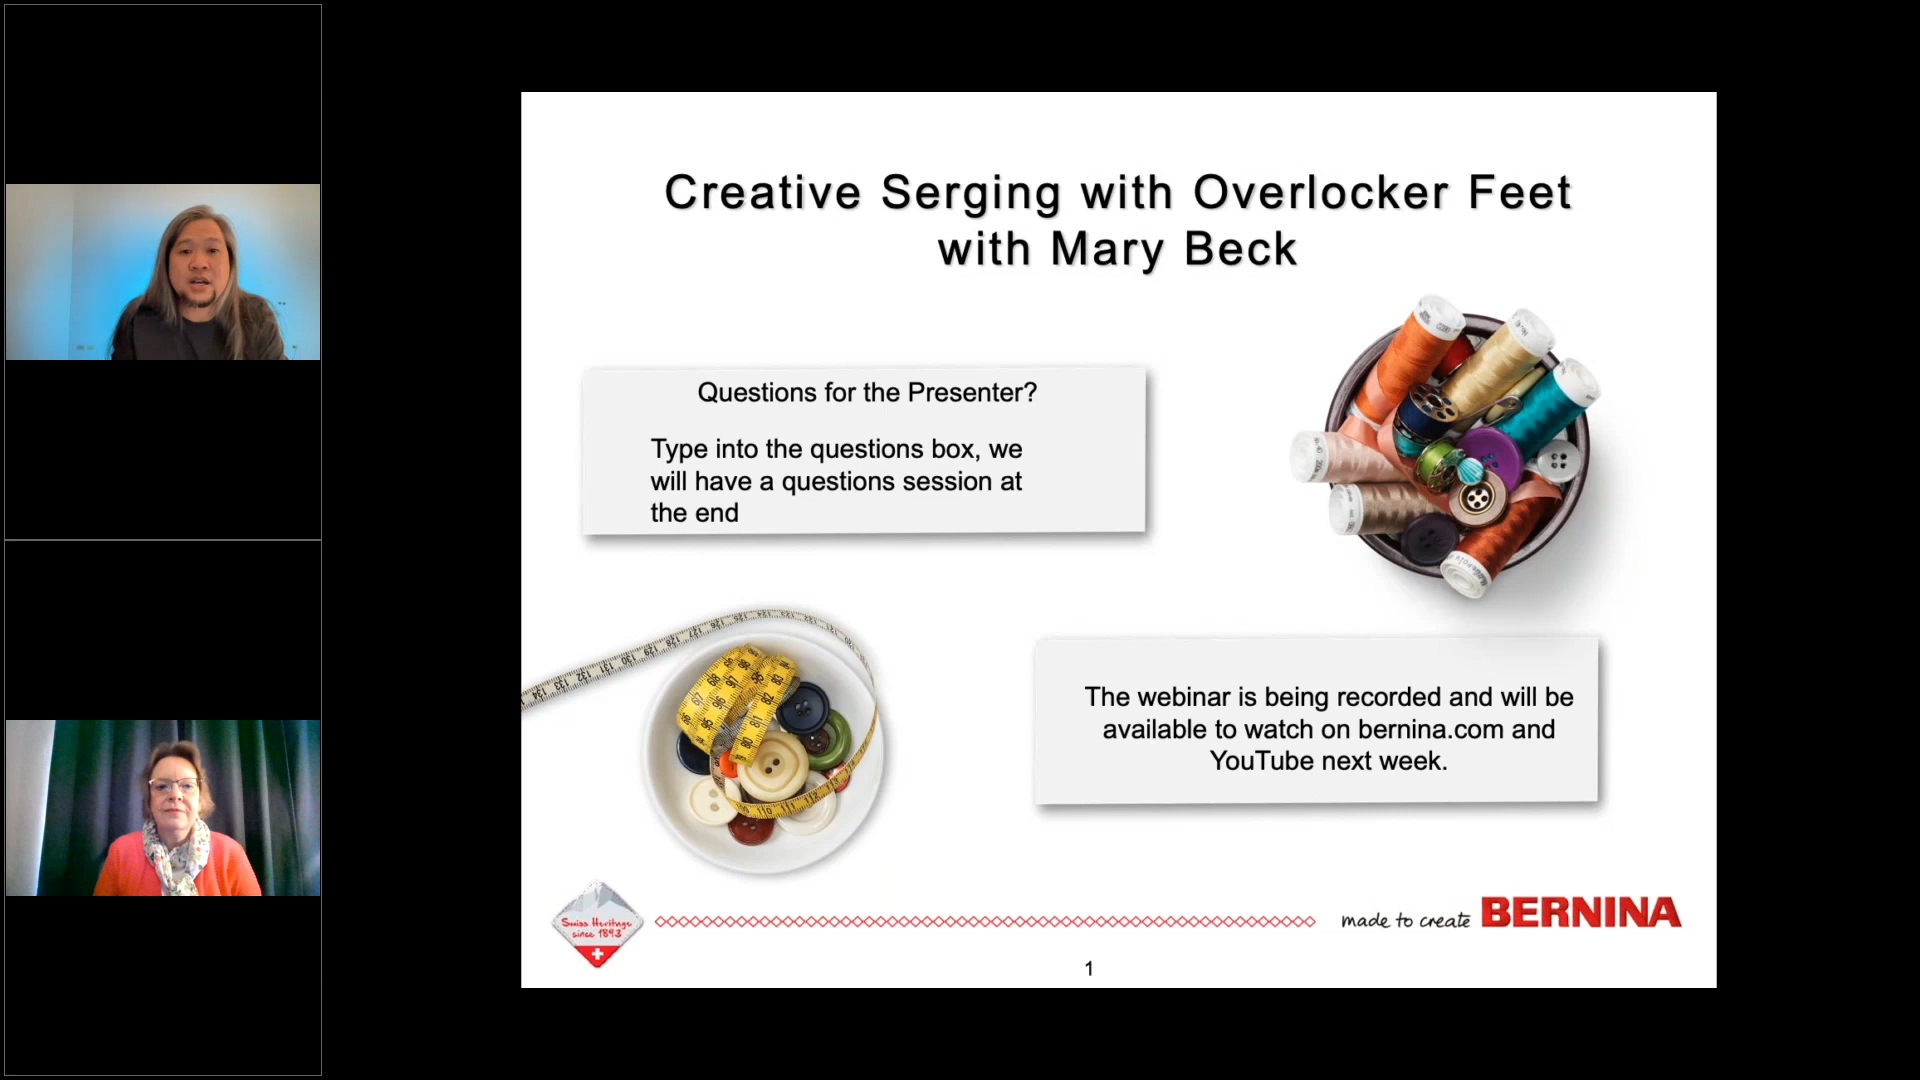 Creative Serging with Overlocker Feet
with Mary Beck
Questions for the Presenter?
Type into the questions box, we
will have a questions session at
the end
The webinar is being recorded and will be
available to watch on bernina.com and
YouTube next week.
Swiss Heritage
since 1893
made to create BERNINA
1